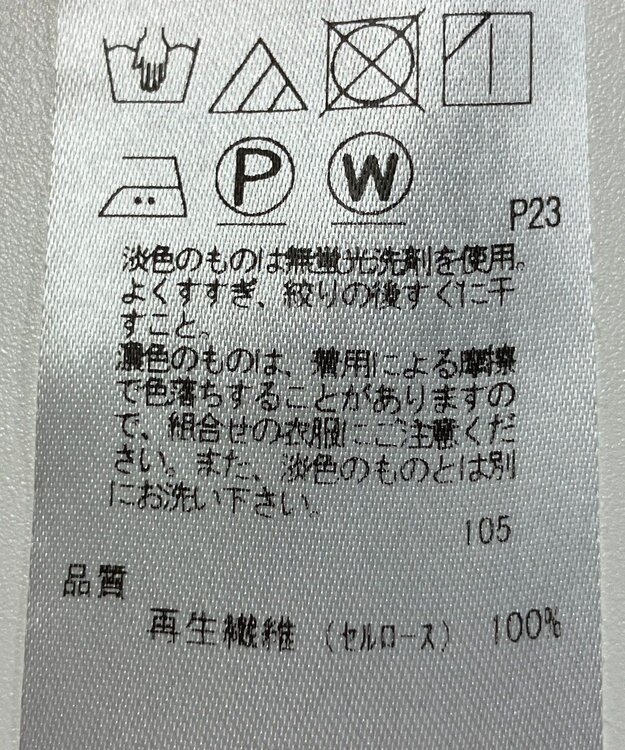 P W
P23
淡色のものは無蛍光洗剤を使用。
よくすすぎ、絞りの後すぐに干
すこと。
濃色のものは、着用による摩擦
で色落ちすることがありますの
で、組合せの衣服にご注意くだ
さい。また、淡色のものとは別
にお洗い下さい。
105
品質
再生繊維 (セルロース) 100%